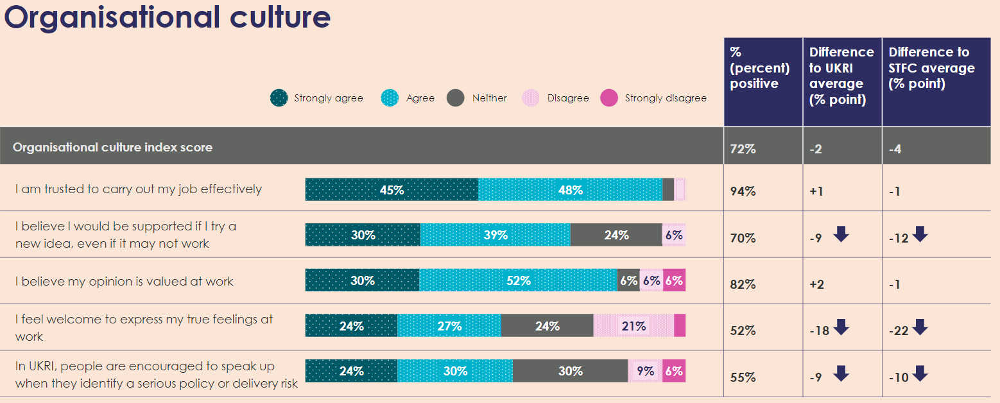 Organisational culture
%
(percent)
positive
Difference
to UKRI
average
(% point)
Difference to
STFC average
(% point)
Strongly agree
Agree
Neither
Disagree
Strongly disagree
Organisational culture index score
72%
-2
-4
I am trusted to carry out my job effectively
45%
48%
94%
+1
-1
I believe I would be supported if I try a
new idea, even if it may not work
30%
39%
24%
6%
70%
-9
-12
I believe my opinion is valued at work
30%
52%
6%
6%
6%
82%
+2
-1
I feel welcome to express my true feelings at
work
24%
27%
24%
21%
52%
-18
-22
In UKRI, people are encouraged to speak up
when they identify a serious policy or delivery risk
24%
30%
30%
9%
6%
55%
-9
-10